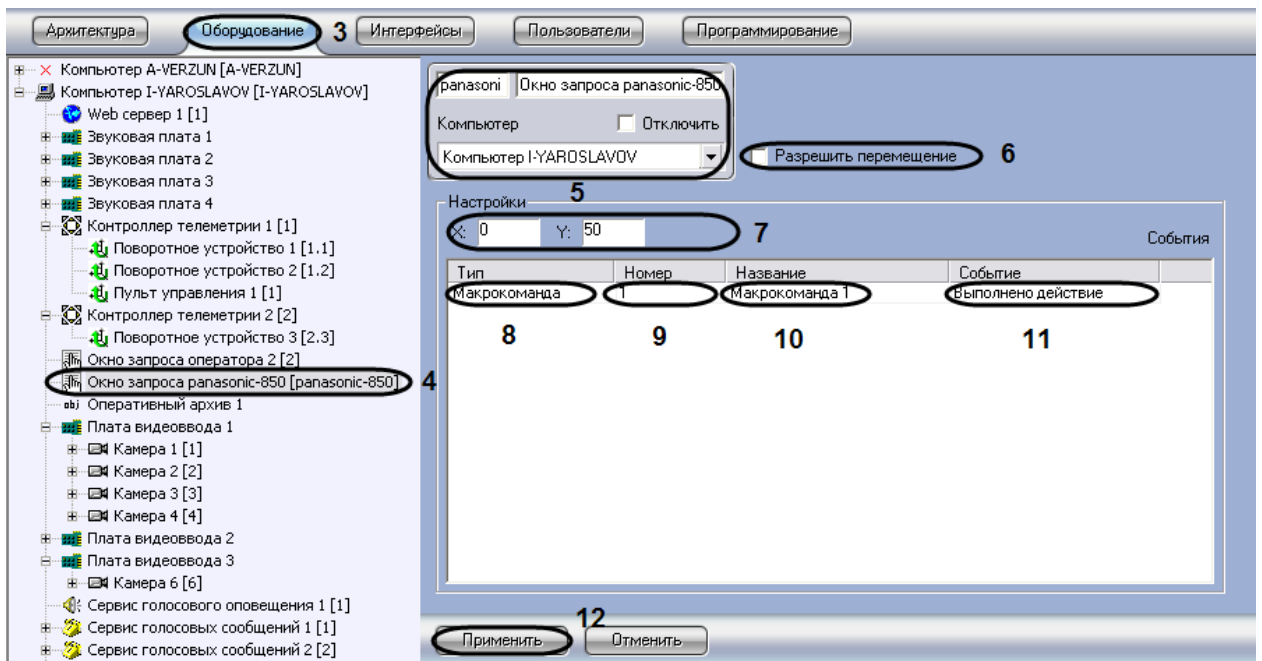 Архитектура Оборудование 3 Интерфейсы Пользователи Программирование
Компьютер A-VERZUN [A-VERZUN]
Компьютер I-YAROSLAVOV [I-YAROSLAVOV]
Web сервер 1 [1]
Звуковая плата 1
Звуковая плата 2
Звуковая плата 3
Звуковая плата 4
Контроллер телеметрии 1 [1]
Поворотное устройство 1 [1.1]
Поворотное устройство 2 [1.2]
Пульт управления 1 [1]
Контроллер телеметрии 2 [2]
Поворотное устройство 3 [2.3]
Окно запроса оператора 2 [2]
Окно запроса panasonic-850 [panasonic-850] 4
obj Оперативный архив 1
Плата видеоввода 1
Камера 1 [1]
Камера 2 [2]
Камера 3 [3]
Камера 4 [4]
Плата видеоввода 2
Плата видеоввода 3
Камера 6 [6]
Сервис голосового оповещения 1 [1]
Сервис голосовых сообщений 1 [1]
Сервис голосовых сообщений 2 [2]
panasoni Окно запроса panasonic-850
Компьютер Отключить
Компьютер I-YAROSLAVOV Разрешить перемещение 6
5
Настройки
X: 0 Y: 50 7
События
Тип Номер Название Событие
Макрокоманда 1 Макрокоманда 1 Выполнено действие
8 9 10 11
12
Применить Отменить